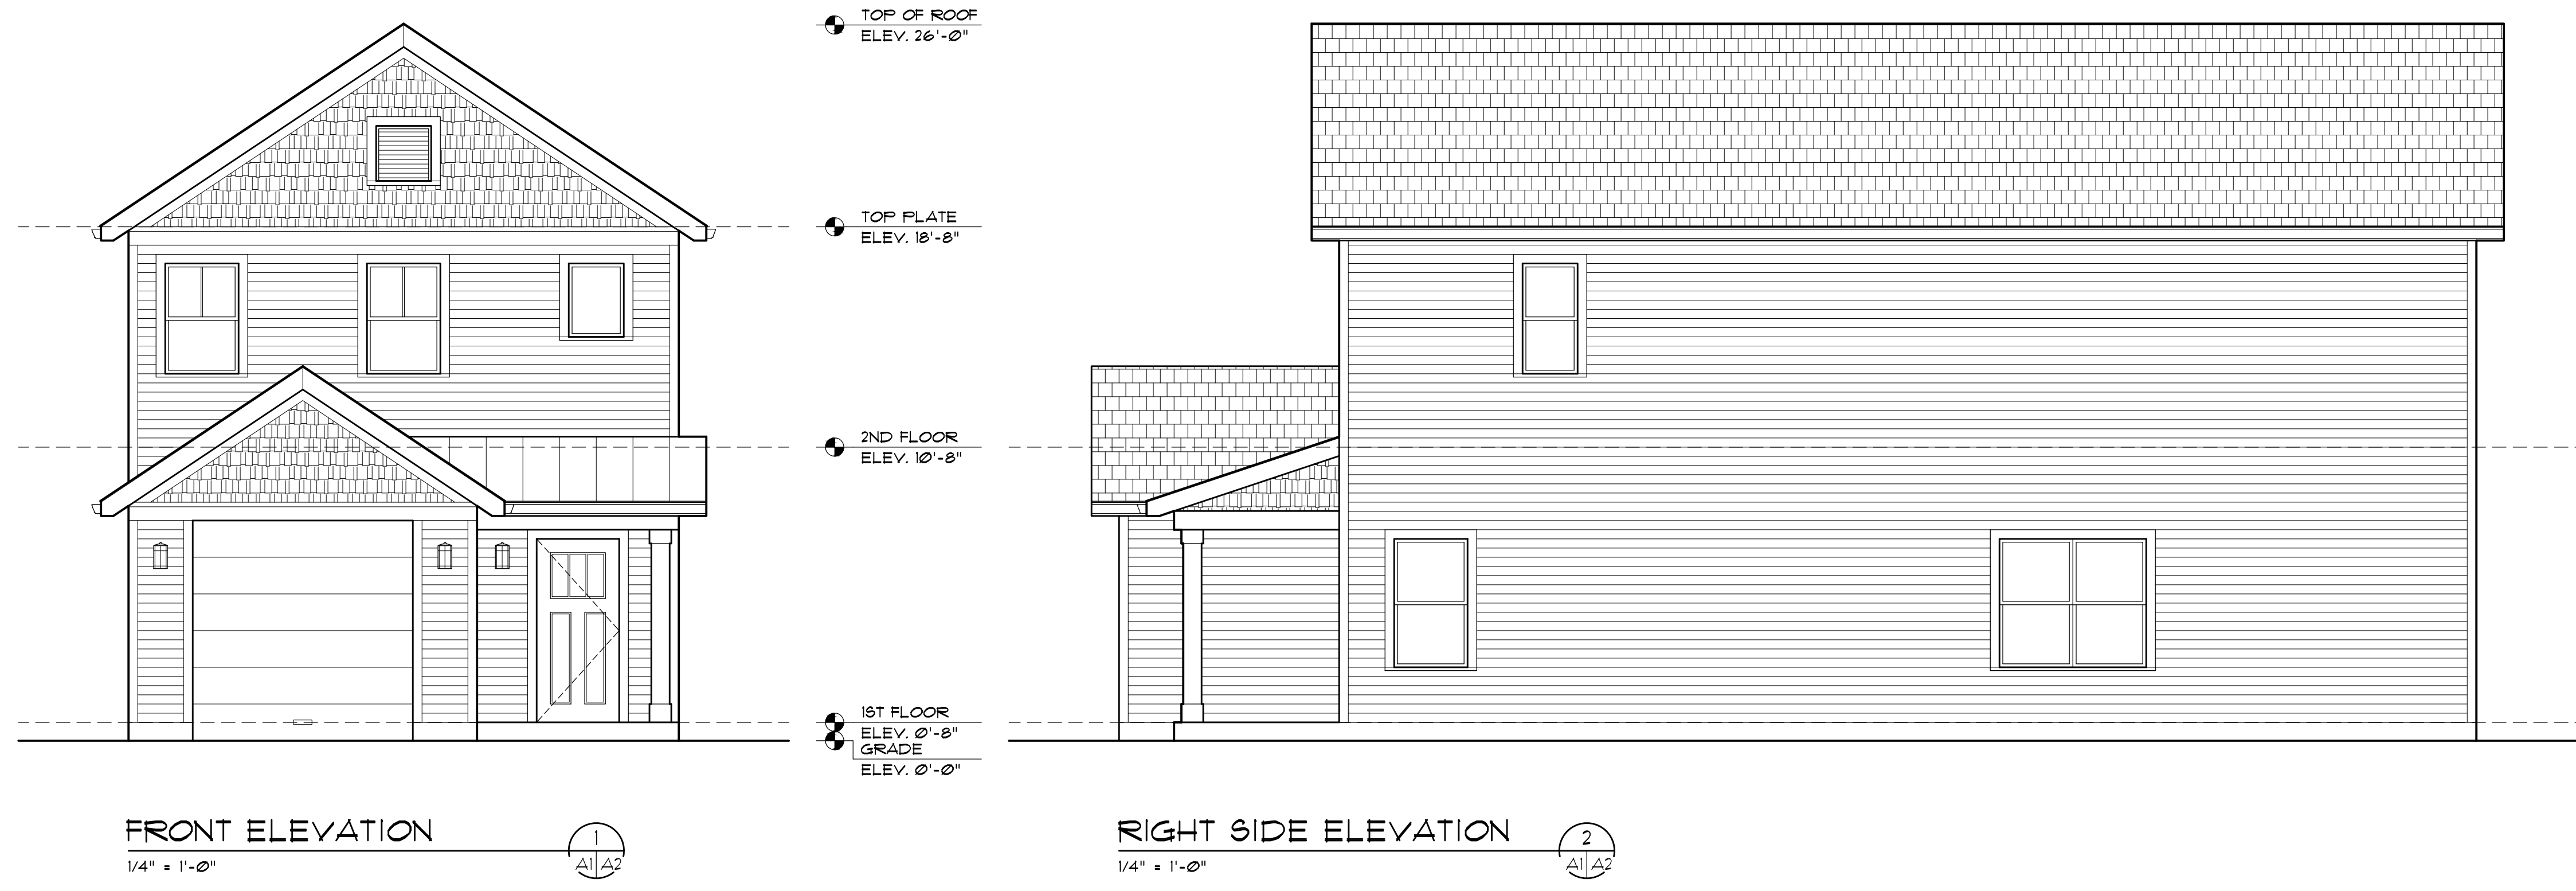 TOP OF ROOF
ELEV. 26'-0"
TOP PLATE
ELEV. 18'-8"
2ND FLOOR
ELEV. 10'-8"
1ST FLOOR
ELEV. 0'-8"
GRADE
ELEV. 0'-0"
FRONT ELEVATION
1/4" = 1'-0"
1
A1 A2
RIGHT SIDE ELEVATION
1/4" = 1'-0"
2
A1 A2